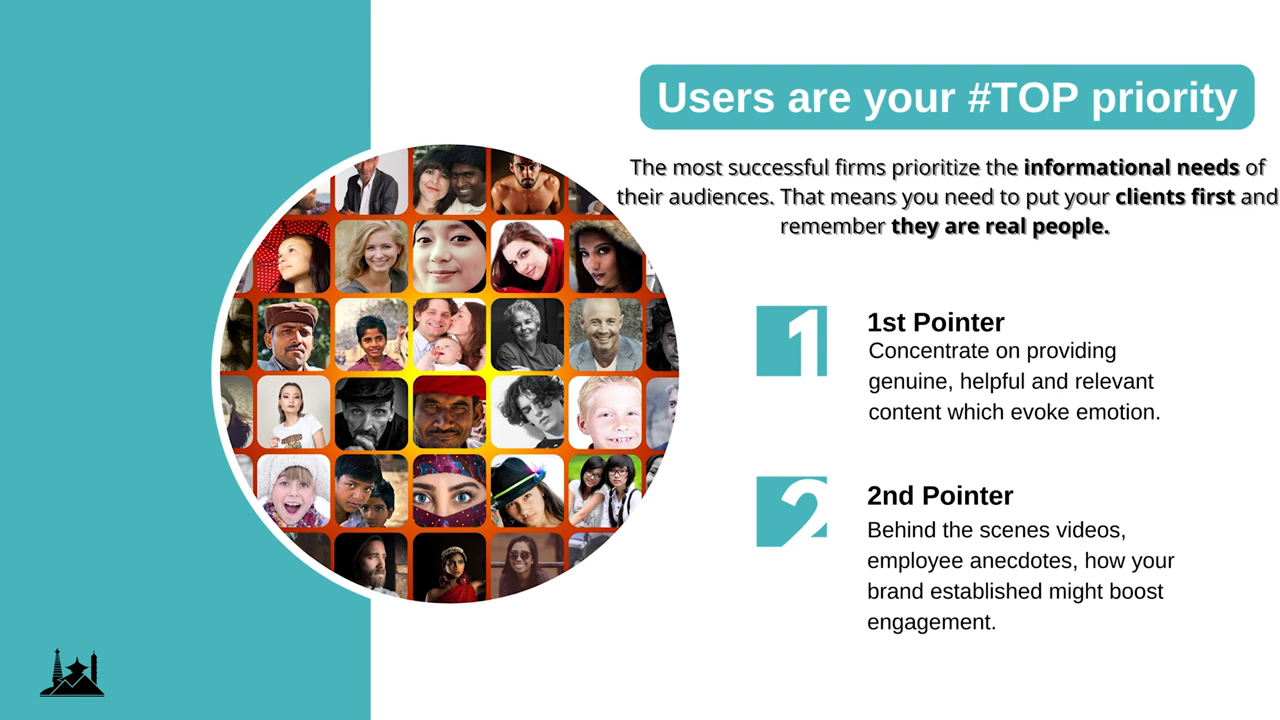 Users are your #TOP priority
The most successful firms prioritize the informational needs of
their audiences. That means you need to put your clients first and
remember they are real people.
1
1st Pointer
Concentrate on providing
genuine, helpful and relevant
content which evoke emotion.
2
2nd Pointer
Behind the scenes videos,
employee anecdotes, how your
brand established might boost
engagement.